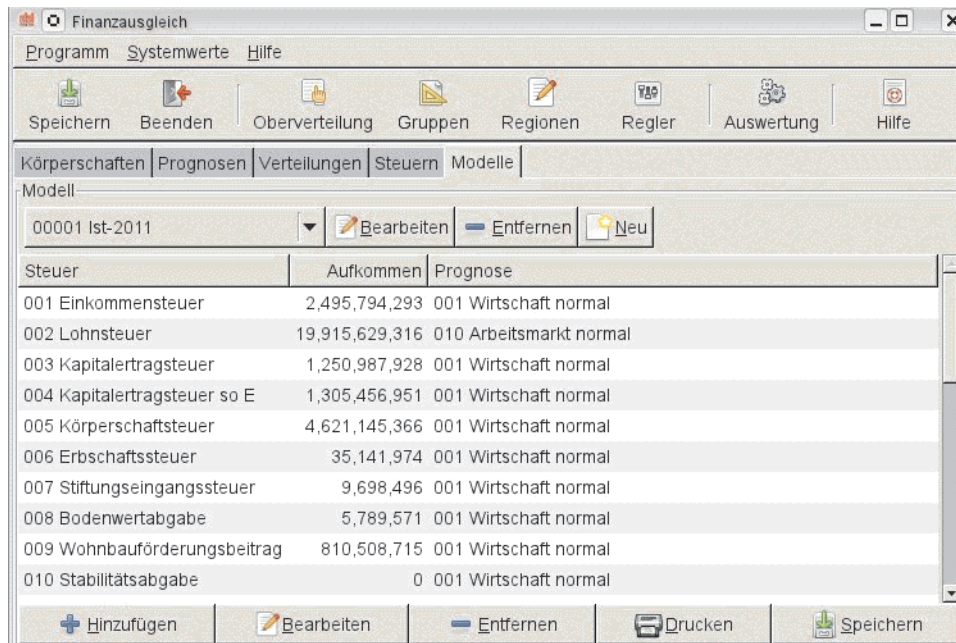 Finanzausgleich
Programm Systemwerte Hilfe
Speichern Beenden Oberverteilung Gruppen Regionen Regler Auswertung Hilfe
Körperschaften Prognosen Verteilungen Steuern Modelle
Modell
00001 Ist-2011 Bearbeiten Entfernen Neu
Steuer Aufkommen Prognose
001 Einkommensteuer 2,495,794,293 001 Wirtschaft normal
002 Lohnsteuer 19,915,629,316 010 Arbeitsmarkt normal
003 Kapitalertragsteuer 1,250,987,928 001 Wirtschaft normal
004 Kapitalertragsteuer so E 1,305,456,951 001 Wirtschaft normal
005 Körperschaftsteuer 4,621,145,366 001 Wirtschaft normal
006 Erbschaftssteuer 35,141,974 001 Wirtschaft normal
007 Stiftungseingangssteuer 9,698,496 001 Wirtschaft normal
008 Bodenwertabgabe 5,789,571 001 Wirtschaft normal
009 Wohnbauförderungsbeitrag 810,508,715 001 Wirtschaft normal
010 Stabilitätsabgabe 0 001 Wirtschaft normal
Hinzufügen Bearbeiten Entfernen Drucken Speichern